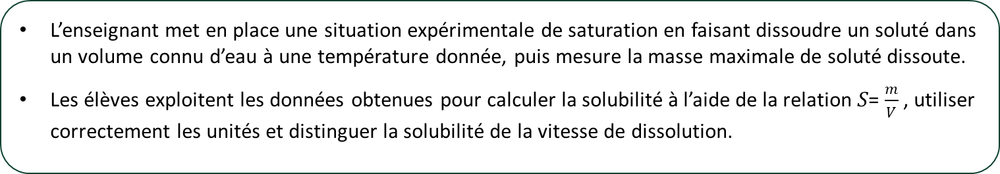 • L’enseignant met en place une situation expérimentale de saturation en faisant dissoudre un soluté dans
un volume connu d’eau à une température donnée, puis mesure la masse maximale de soluté dissoute.
• Les élèves exploitent les données obtenues pour calculer la solubilité à l’aide de la relation S= m/V , utiliser
correctement les unités et distinguer la solubilité de la vitesse de dissolution.